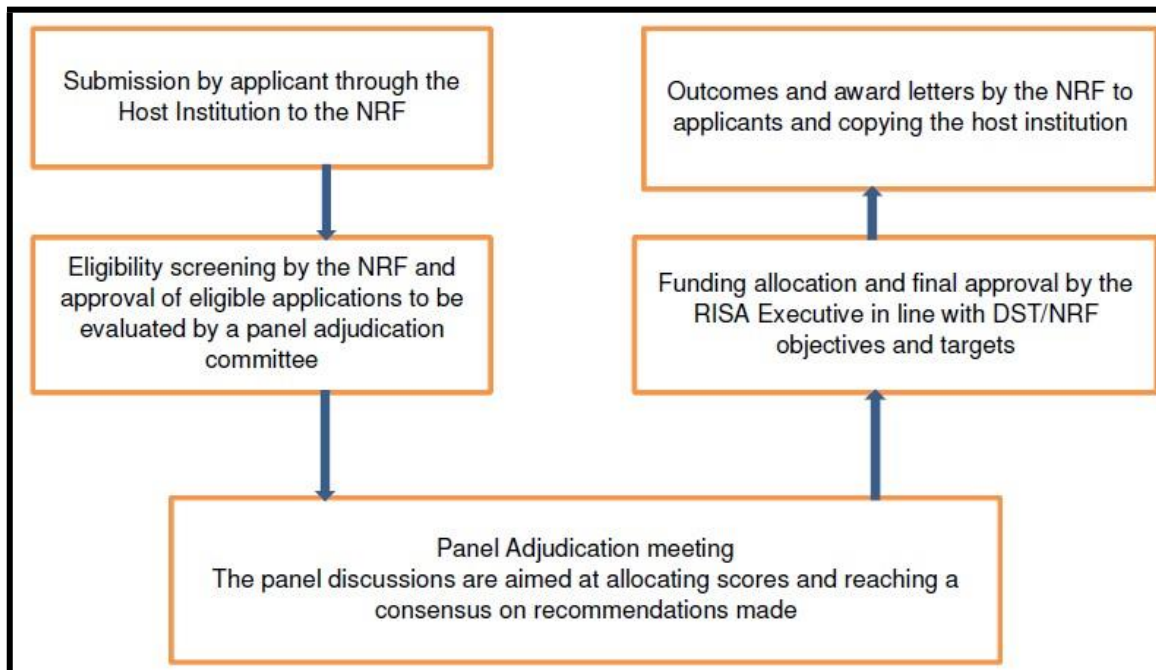 Submission by applicant through the
Host Institution to the NRF
Eligibility screening by the NRF and
approval of eligible applications to be
evaluated by a panel adjudication
committee
Panel Adjudication meeting
The panel discussions are aimed at allocating scores and reaching a
consensus on recommendations made
Funding allocation and final approval by the
RISA Executive in line with DST/NRF
objectives and targets
Outcomes and award letters by the NRF to
applicants and copying the host institution